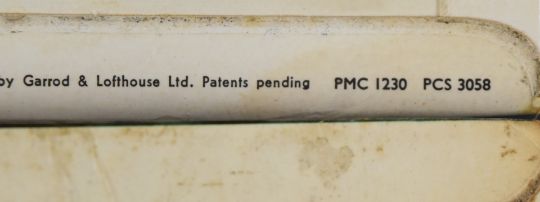 by Garrod & Lofthouse Ltd. Patents pending PMC 1230 PCS 3058